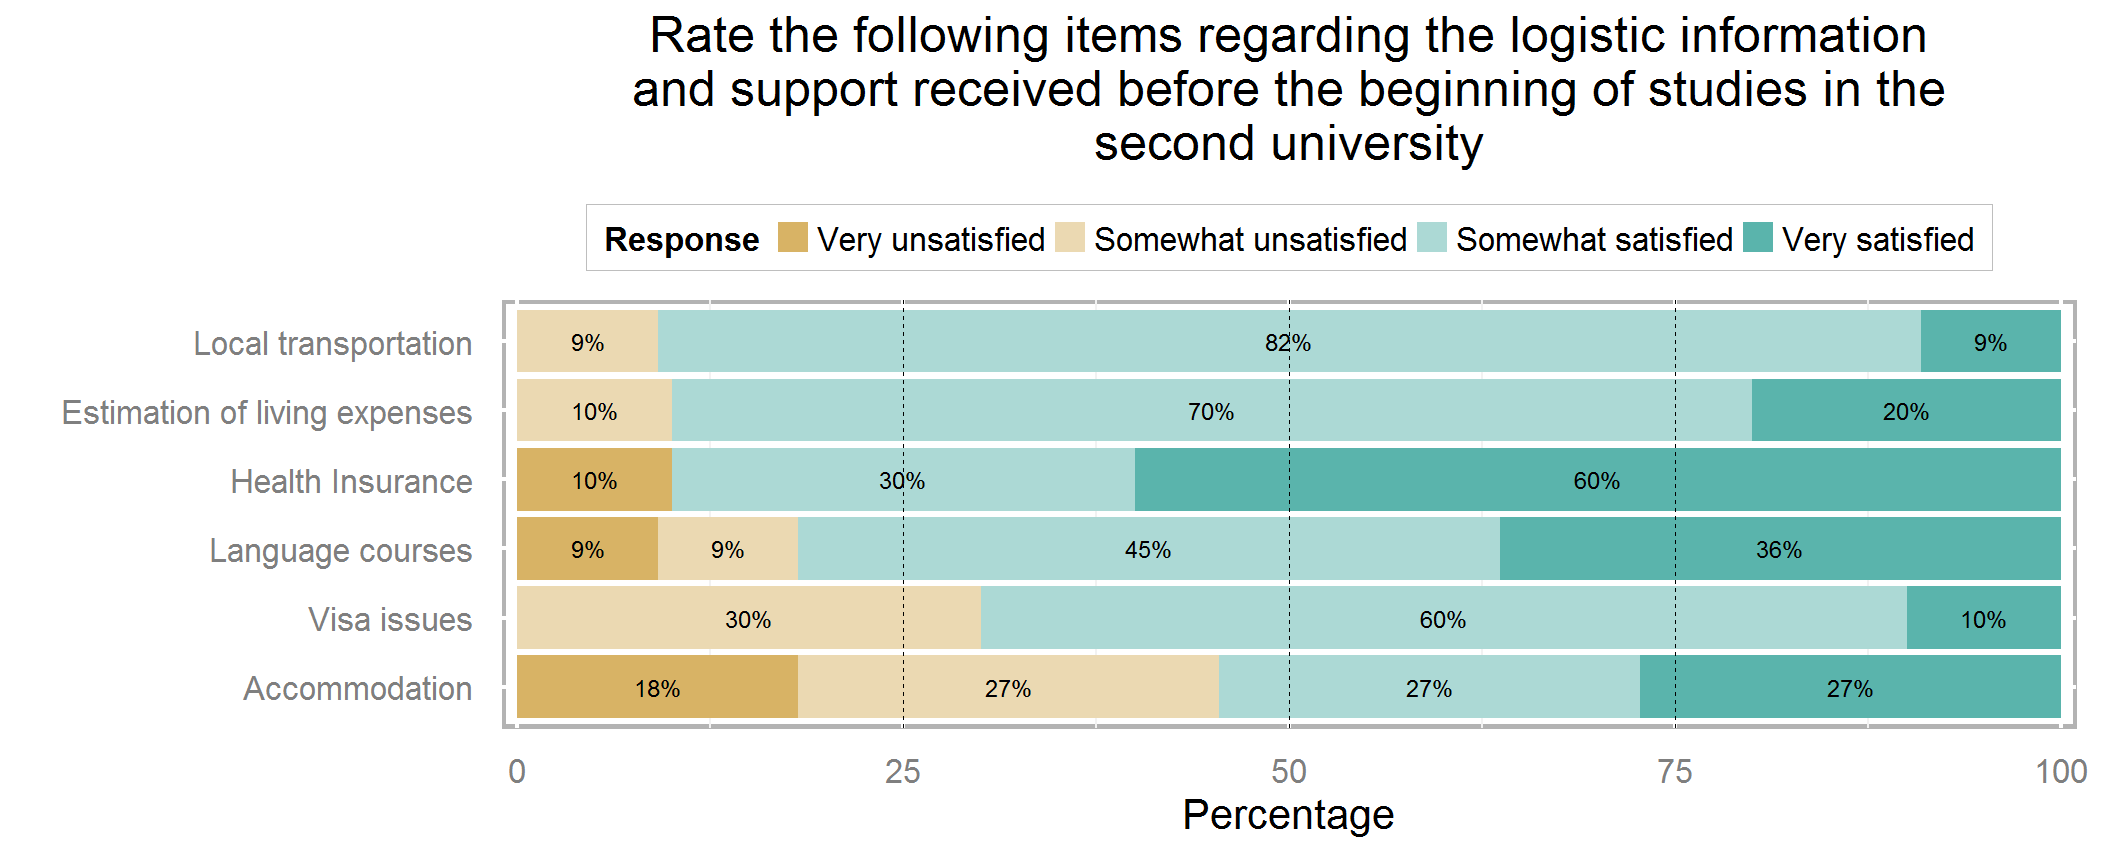 Rate the following items regarding the logistic information
and support received before the beginning of studies in the
second university
Response Very unsatisfied Somewhat unsatisfied Somewhat satisfied Very satisfied
Local transportation 9% 82% 9%
Estimation of living expenses 10% 70% 20%
Health Insurance 10% 30% 60%
Language courses 9% 9% 45% 36%
Visa issues 30% 60% 10%
Accommodation 18% 27% 27% 27%
0 25 50 75 100
Percentage